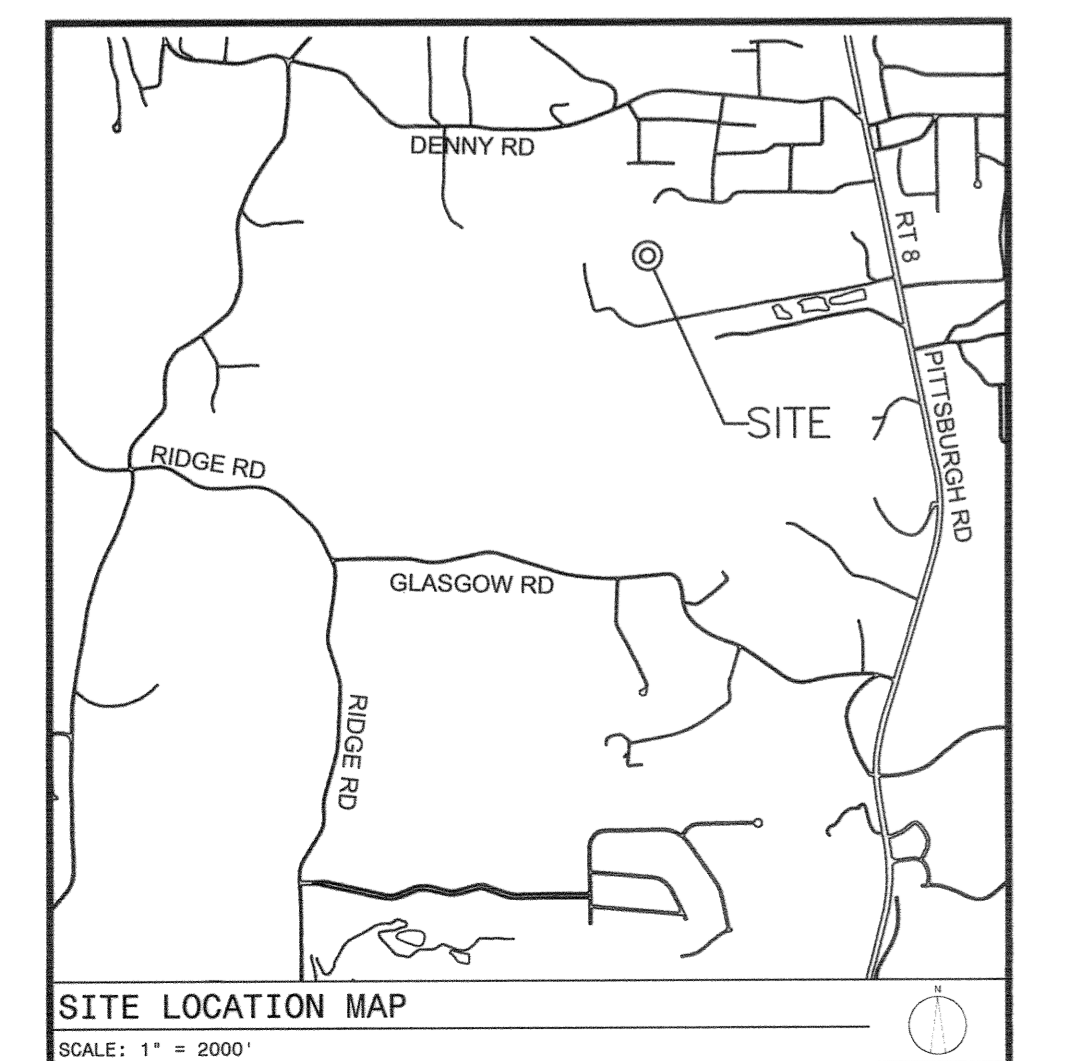 DENNY RD
RT 8
SITE
PITTSBURGH RD
RIDGE RD
GLASGOW RD
RIDGE RD
SITE LOCATION MAP
N
SCALE: 1" = 2000'